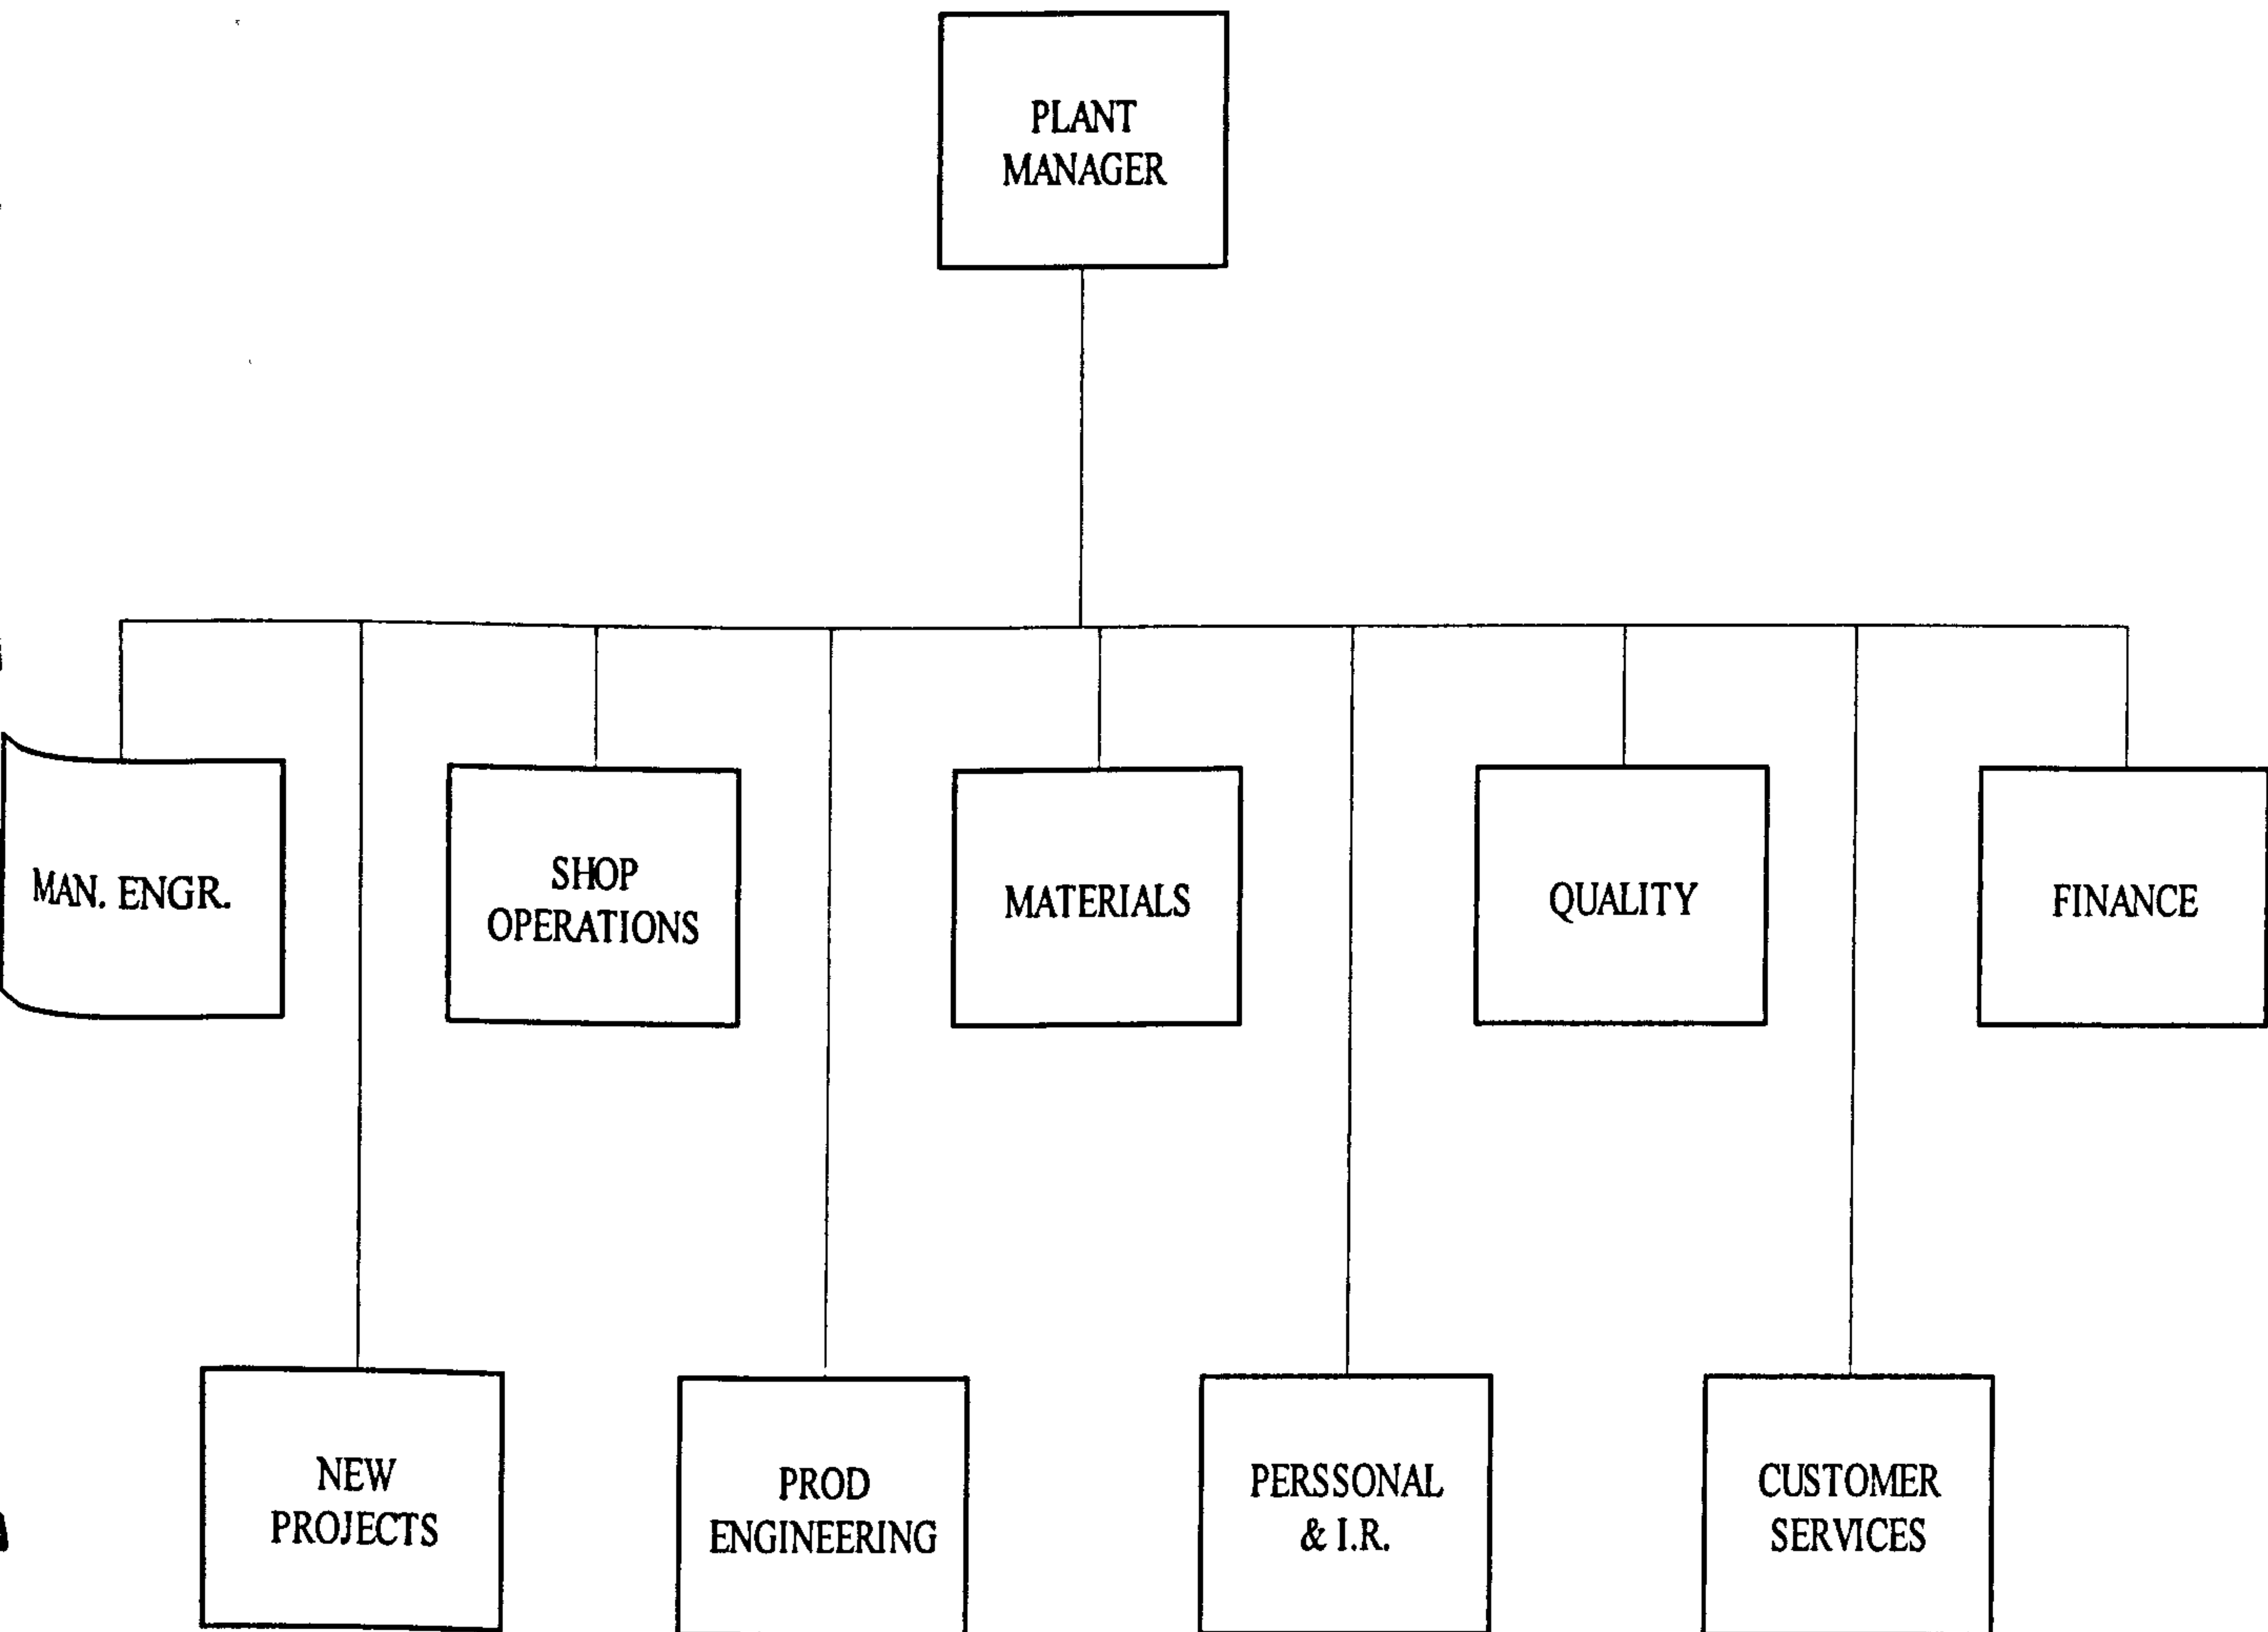 PLANT
MANAGER
MAN. ENGR.
SHOP
OPERATIONS
MATERIALS
QUALITY
FINANCE
NEW
PROJECTS
PROD
ENGINEERING
PERSSONAL
& I.R.
CUSTOMER
SERVICES